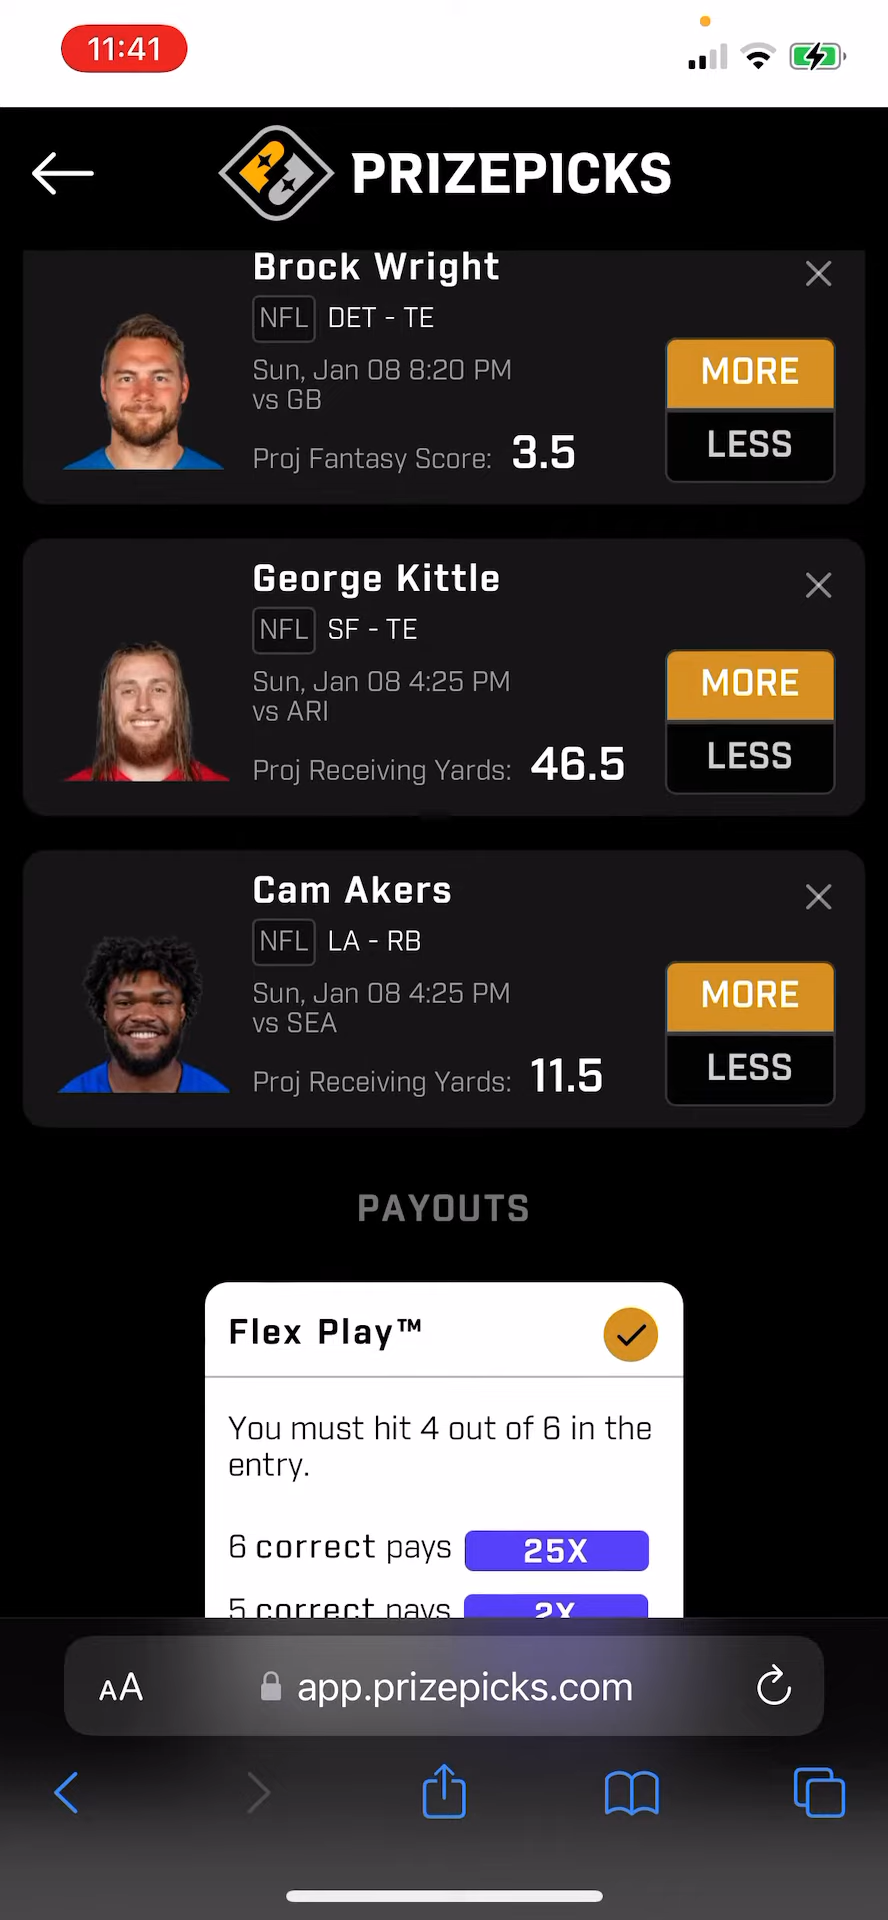 11:41
PRIZEPICKS
Brock Wright
NFL DET - TE
Sun, Jan 08 8:20 PM
vs GB
Proj Fantasy Score: 3.5
MORE
LESS
George Kittle
NFL SF - TE
Sun, Jan 08 4:25 PM
vs ARI
Proj Receiving Yards: 46.5
MORE
LESS
Cam Akers
NFL LA - RB
Sun, Jan 08 4:25 PM
vs SEA
Proj Receiving Yards: 11.5
MORE
LESS
PAYOUTS
Flex Play™
You must hit 4 out of 6 in the
entry.
6 correct pays 25X
5 correct pays 2X
AA app.prizepicks.com